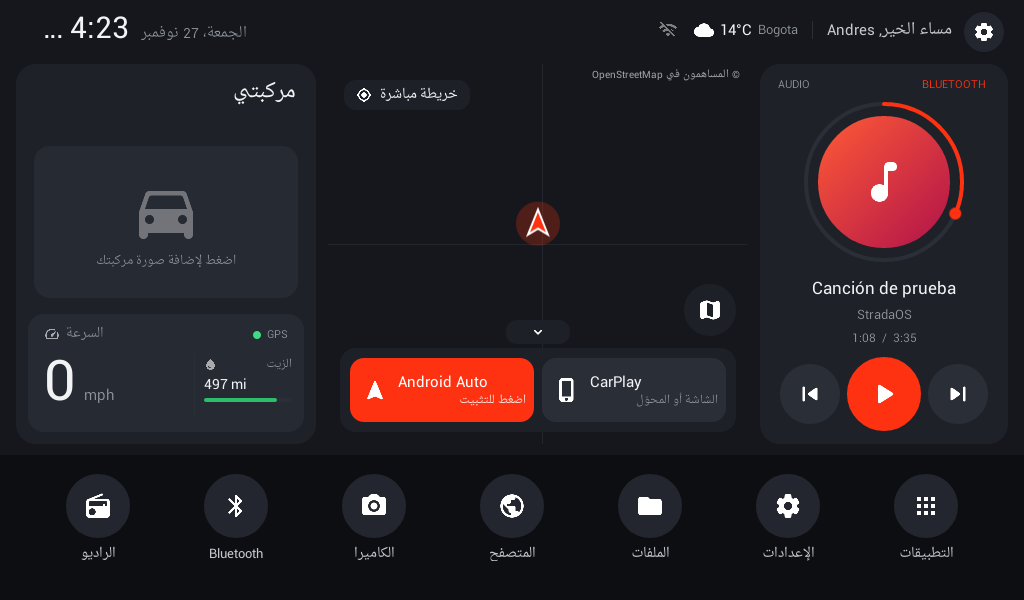 4:23 ...
الجمعة، 27 نوفمبر
14°C Bogota
مساء الخير, Andres
مركبتي
اضغط لإضافة صورة مركبتك
السرعة
GPS
0 mph
الزيت
497 mi
خريطة مباشرة
© المساهمون في OpenStreetMap
Android Auto
اضغط للتثبيت
CarPlay
الشاشة أو المحوّل
AUDIO
BLUETOOTH
Canción de prueba
StradaOS
1:08 / 3:35
الراديو
Bluetooth
الكاميرا
المتصفح
الملفات
الإعدادات
التطبيقات